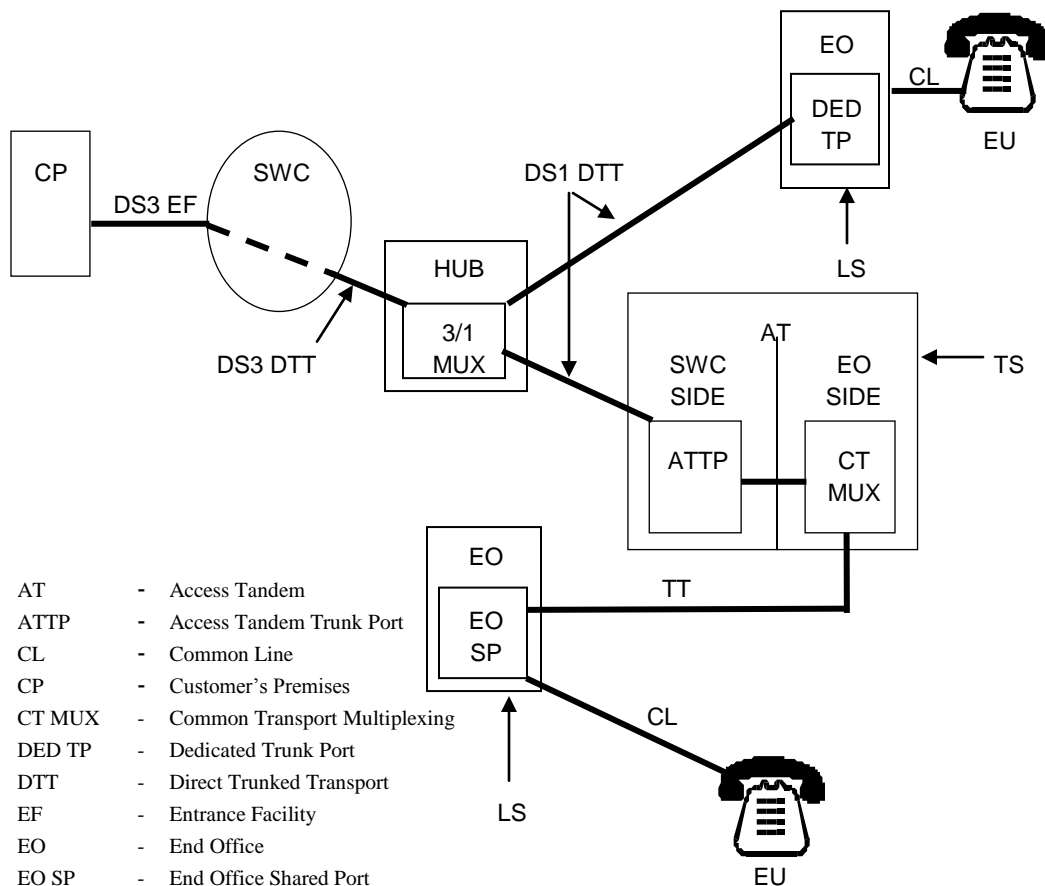 EO
DED
TP
CL
EU
CP
SWC
DS3 EF
DS1 DTT
HUB
3/1
MUX
DS3 DTT
LS
AT
SWC
SIDE
EO
SIDE
TS
ATTP
CT
MUX
TT
EO
EO
SP
CL
LS
EU
AT - Access Tandem
ATTP - Access Tandem Trunk Port
CL - Common Line
CP - Customer's Premises
CT MUX - Common Transport Multiplexing
DED TP - Dedicated Trunk Port
DTT - Direct Trunked Transport
EF - Entrance Facility
EO - End Office
EO SP - End Office Shared Port